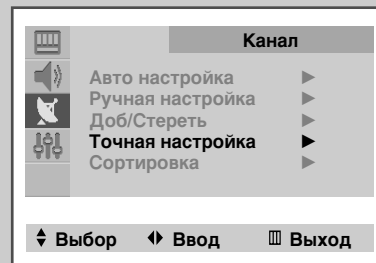 Канал
Авто настройка
Ручная настройка
Доб/Стереть
Точная настройка
Сортировка
Выбор Ввод Выход